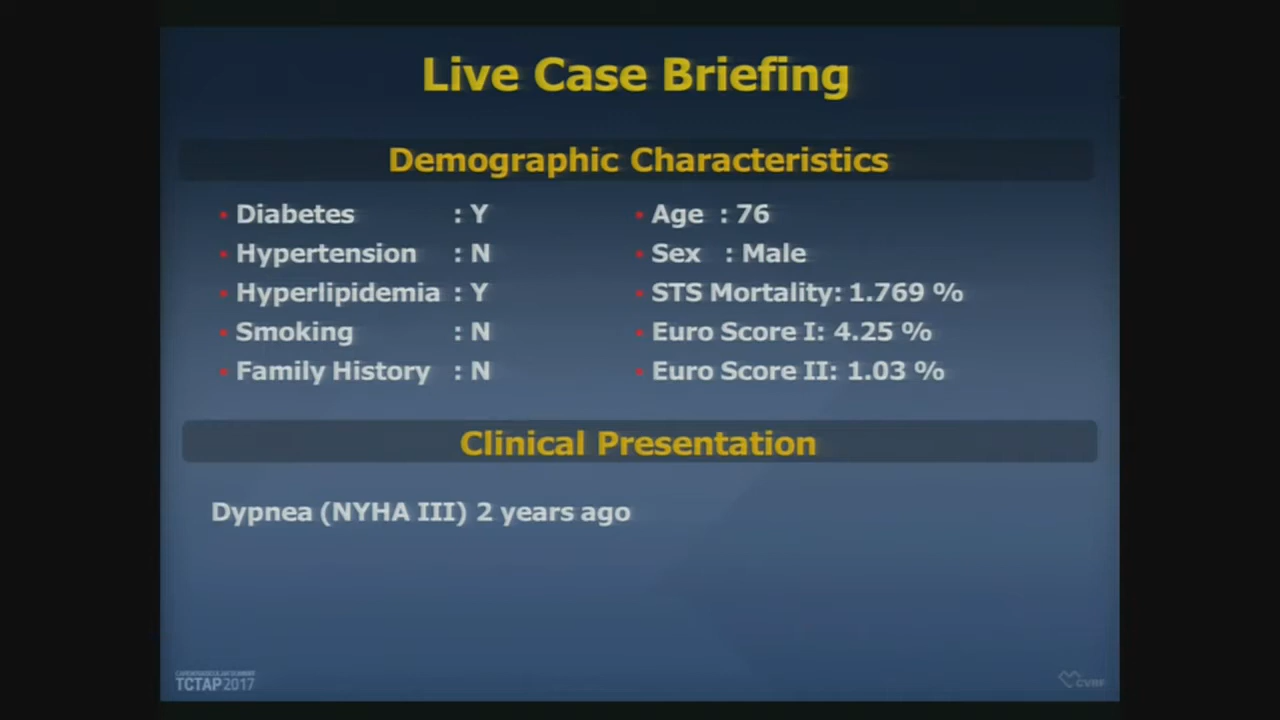 Live Case Briefing
Demographic Characteristics
• Diabetes : Y
• Hypertension : N
• Hyperlipidemia : Y
• Smoking : N
• Family History : N
• Age : 76
• Sex : Male
• STS Mortality: 1.769 %
• Euro Score I: 4.25 %
• Euro Score II: 1.03 %
Clinical Presentation
Dypnea (NYHA III) 2 years ago
TCTAP2017
CVRF